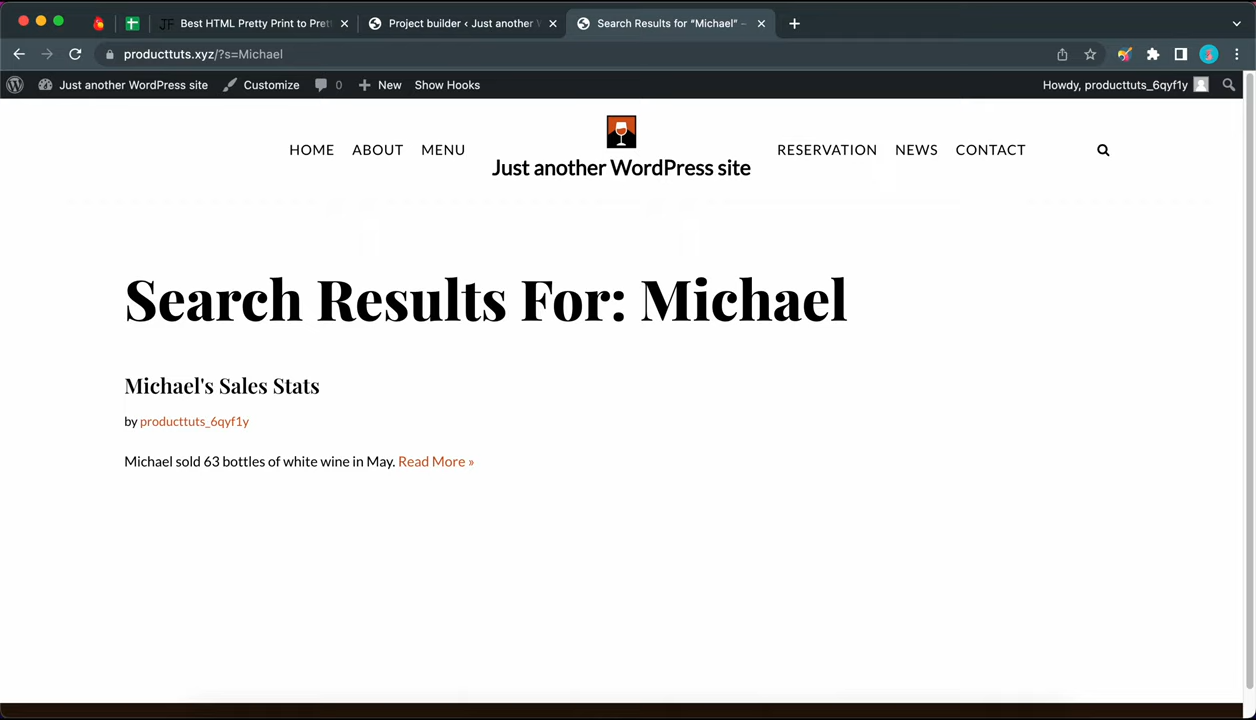 Best HTML Pretty Print to Prett
Project builder ‹ Just another W
Search Results for “Michael” –
producttuts.xyz/?s=Michael
Just another WordPress site
Customize
0
New
Show Hooks
Howdy, producttuts_6qyf1y
HOME
ABOUT
MENU
Just another WordPress site
RESERVATION
NEWS
CONTACT
Search Results For: Michael
Michael's Sales Stats
by producttuts_6qyf1y
Michael sold 63 bottles of white wine in May. Read More »